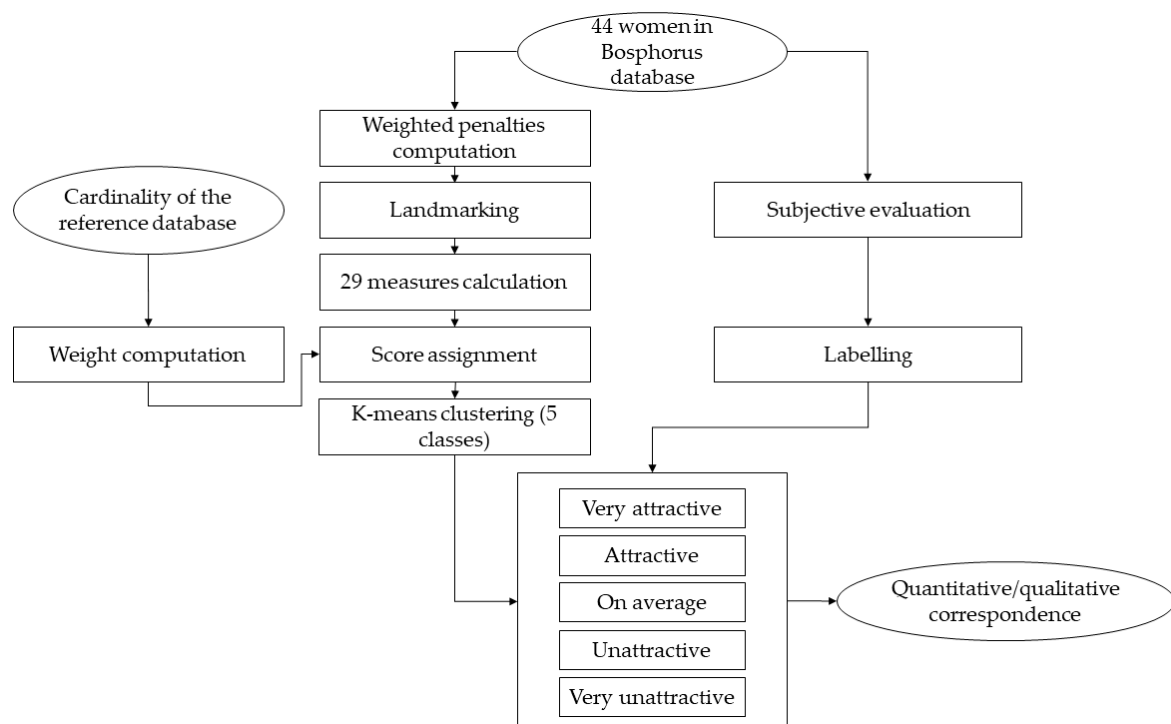 44 women in
Bosphorus
database
Weighted penalties
computation
Cardinality of the
reference database
Landmarking
Subjective evaluation
29 measures calculation
Weight computation
Score assignment
Labelling
K-means clustering (5
classes)
Very attractive
Attractive
On average
Unattractive
Very unattractive
Quantitative/qualitative
correspondence